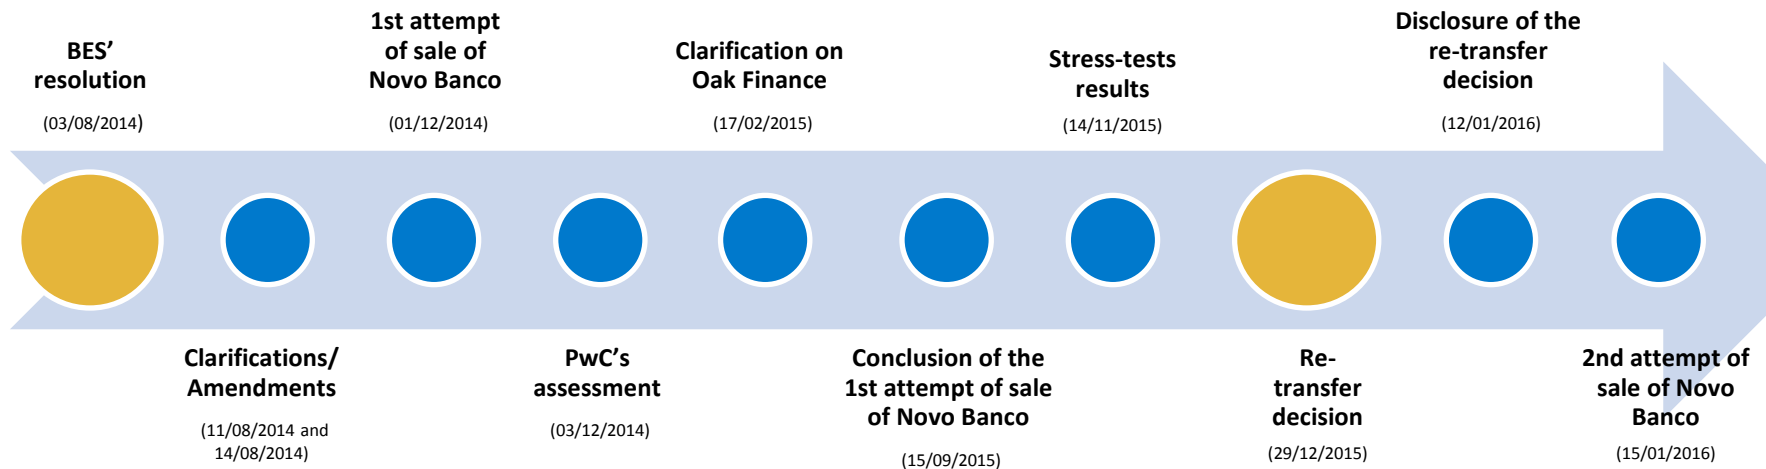 BES'
resolution
(03/08/2014)
Clarifications/
Amendments
(11/08/2014 and
14/08/2014)
1st attempt
of sale of
Novo Banco
(01/12/2014)
PwC's
assessment
(03/12/2014)
Clarification on
Oak Finance
(17/02/2015)
Conclusion of the
1st attempt of sale
of Novo Banco
(15/09/2015)
Stress-tests
results
(14/11/2015)
Re-
transfer
decision
(29/12/2015)
Disclosure of the
re-transfer
decision
(12/01/2016)
2nd attempt of
sale of Novo
Banco
(15/01/2016)